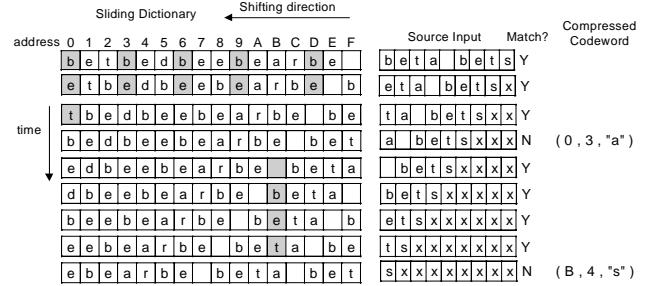 Sliding Dictionary Shifting direction
Source Input Match? Compressed Codeword
address 0 1 2 3 4 5 6 7 8 9 A B C D E F
b e t b e d b e e b e a r b e b e t a b e t s Y
e t b e d b e e b e a r b e b e t a b e t s x Y
t b e d b e e b e a r b e b e t a b e t s x x Y
time
b e d b e e b e a r b e b e t a b e t s x x x N ( 0 , 3 , "a" )
e d b e e b e a r b e b e t a b e t s x x x x Y
d b e e b e a r b e b e t a b e t s x x x x x Y
b e e b e a r b e b e t a b e t s x x x x x x Y
e e b e a r b e b e t a b e t s x x x x x x x Y
e b e a r b e b e t a b e t s x x x x x x x x N ( B , 4 , "s" )